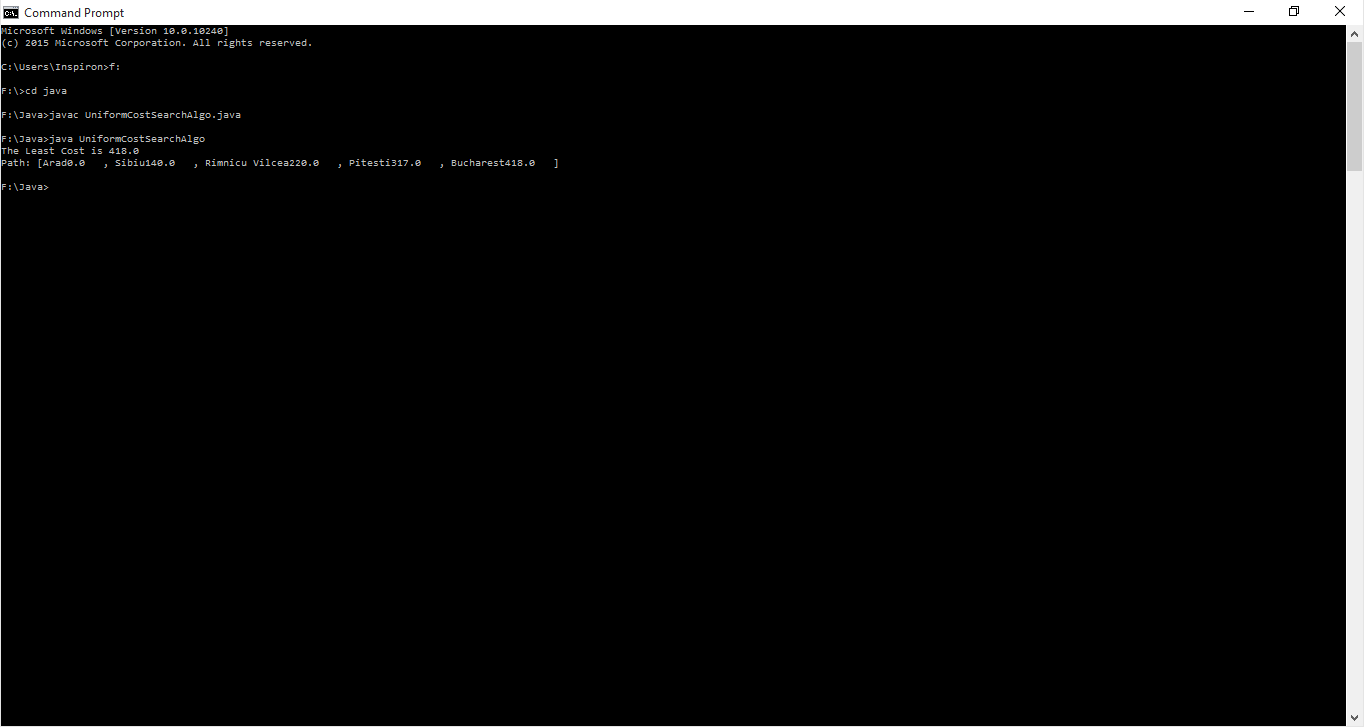 Command Prompt
Microsoft Windows [Version 10.0.10240]
(c) 2015 Microsoft Corporation. All rights reserved.
C:\Users\Inspiron>f:
F:\>cd java
F:\Java>javac UniformCostSearchAlgo.java
F:\Java>java UniformCostSearchAlgo
The Least Cost is 418.0
Path: [Arad0.0   , Sibiu140.0   , Rimnicu Vilcea220.0   , Pitesti317.0   , Bucharest418.0   ]
F:\Java>